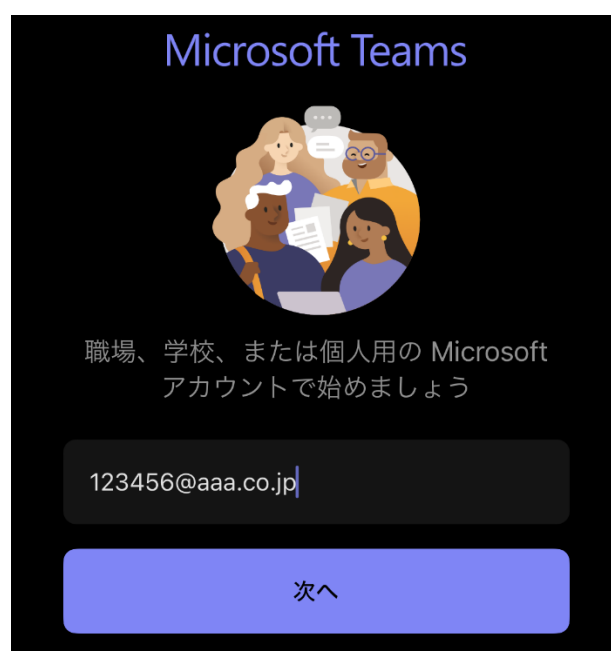 Microsoft Teams
職場、学校、または個人用の Microsoft
アカウントで始めましょう
123456@aaa.co.jp
次へ